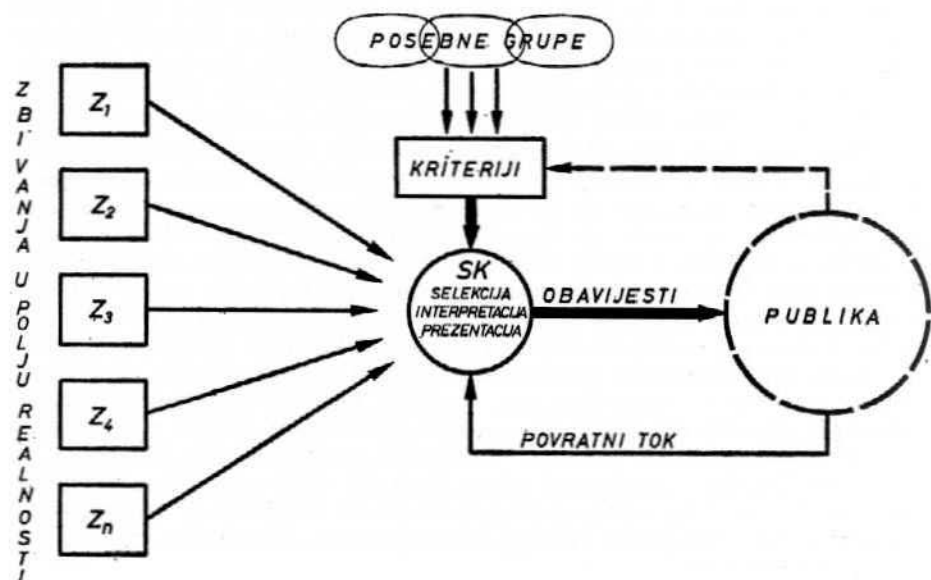 POSEBNE GRUPE
ZBIVANJA U POLJU REALNOSTI
Z1
Z2
Z3
Z4
Zn
KRITERIJI
SK
SELEKCIJA
INTERPRETACIJA
PREZENTACIJA
OBAVIJESTI
PUBLIKA
POVRATNI TOK